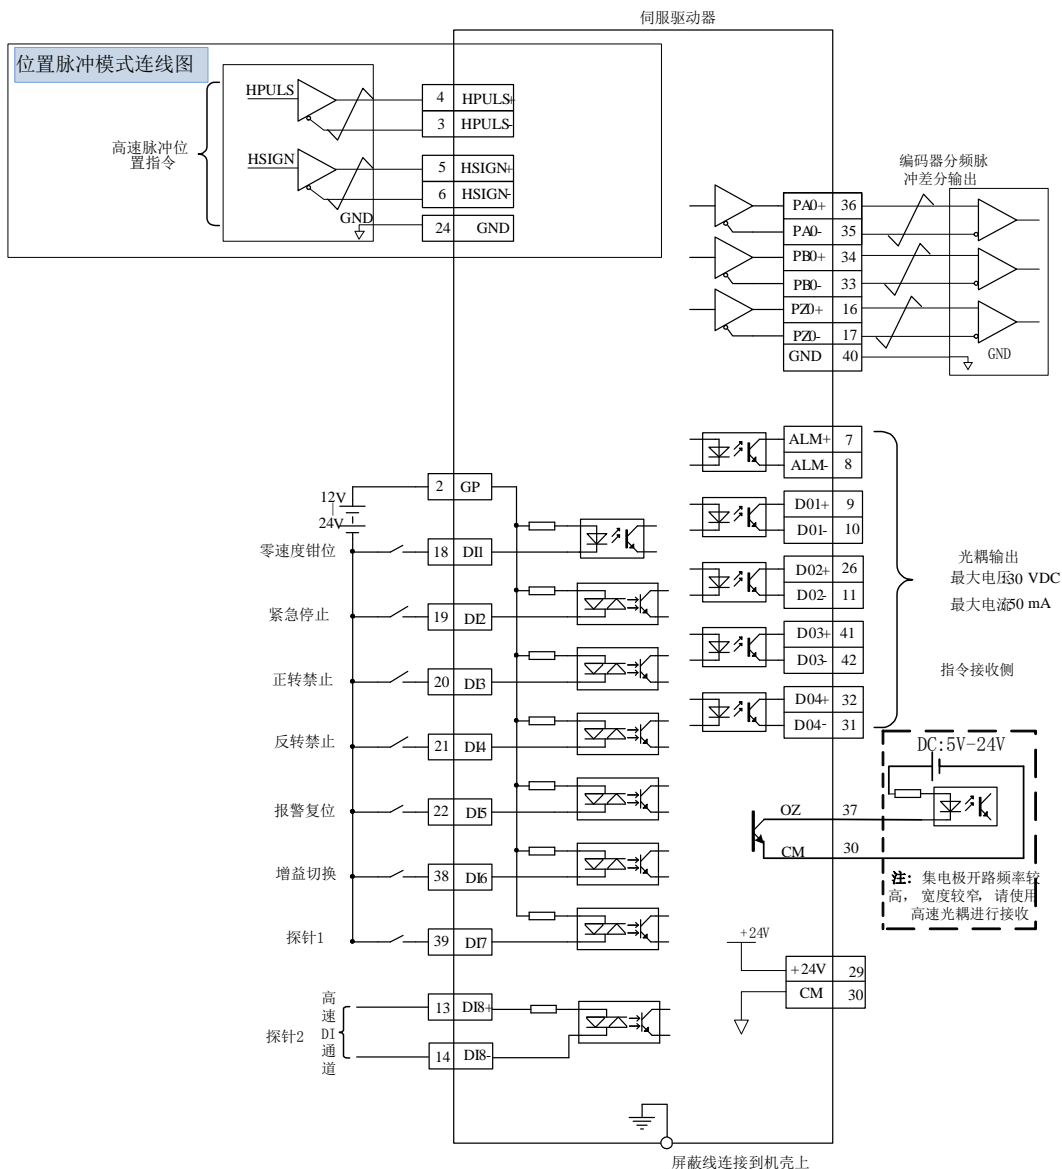 伺服驱动器
位置脉冲模式连线图
HPULS
4 HPULS+
3 HPULS-
高速脉冲位
置指令
HSIGN
5 HSIGN+
6 HSIGN-
GND
24 GND
编码器分频脉
冲差分输出
PA0+ 36
PA0- 35
PB0+ 34
PB0- 33
PZ0+ 16
PZ0- 17
GND 40
GND
ALM+ 7
ALM- 8
D01+ 9
D01- 10
D02+ 26
D02- 11
D03+ 41
D03- 42
D04+ 32
D04- 31
光耦输出
最大电压:30 VDC
最大电流:50 mA
指令接收侧
2 GP
12V
24V
零速度钳位
18 DI1
紧急停止
19 DI2
正转禁止
20 DI3
反转禁止
21 DI4
报警复位
22 DI5
增益切换
38 DI6
探针1
39 DI7
DC:5V-24V
OZ 37
CM 30
注：集电极开路频率较
高，宽度较窄，请使用
高速光耦进行接收
+24V
+24V 29
CM 30
高
速
DI
通
道
探针2
13 DI8+
14 DI8-
屏蔽线连接到机壳上